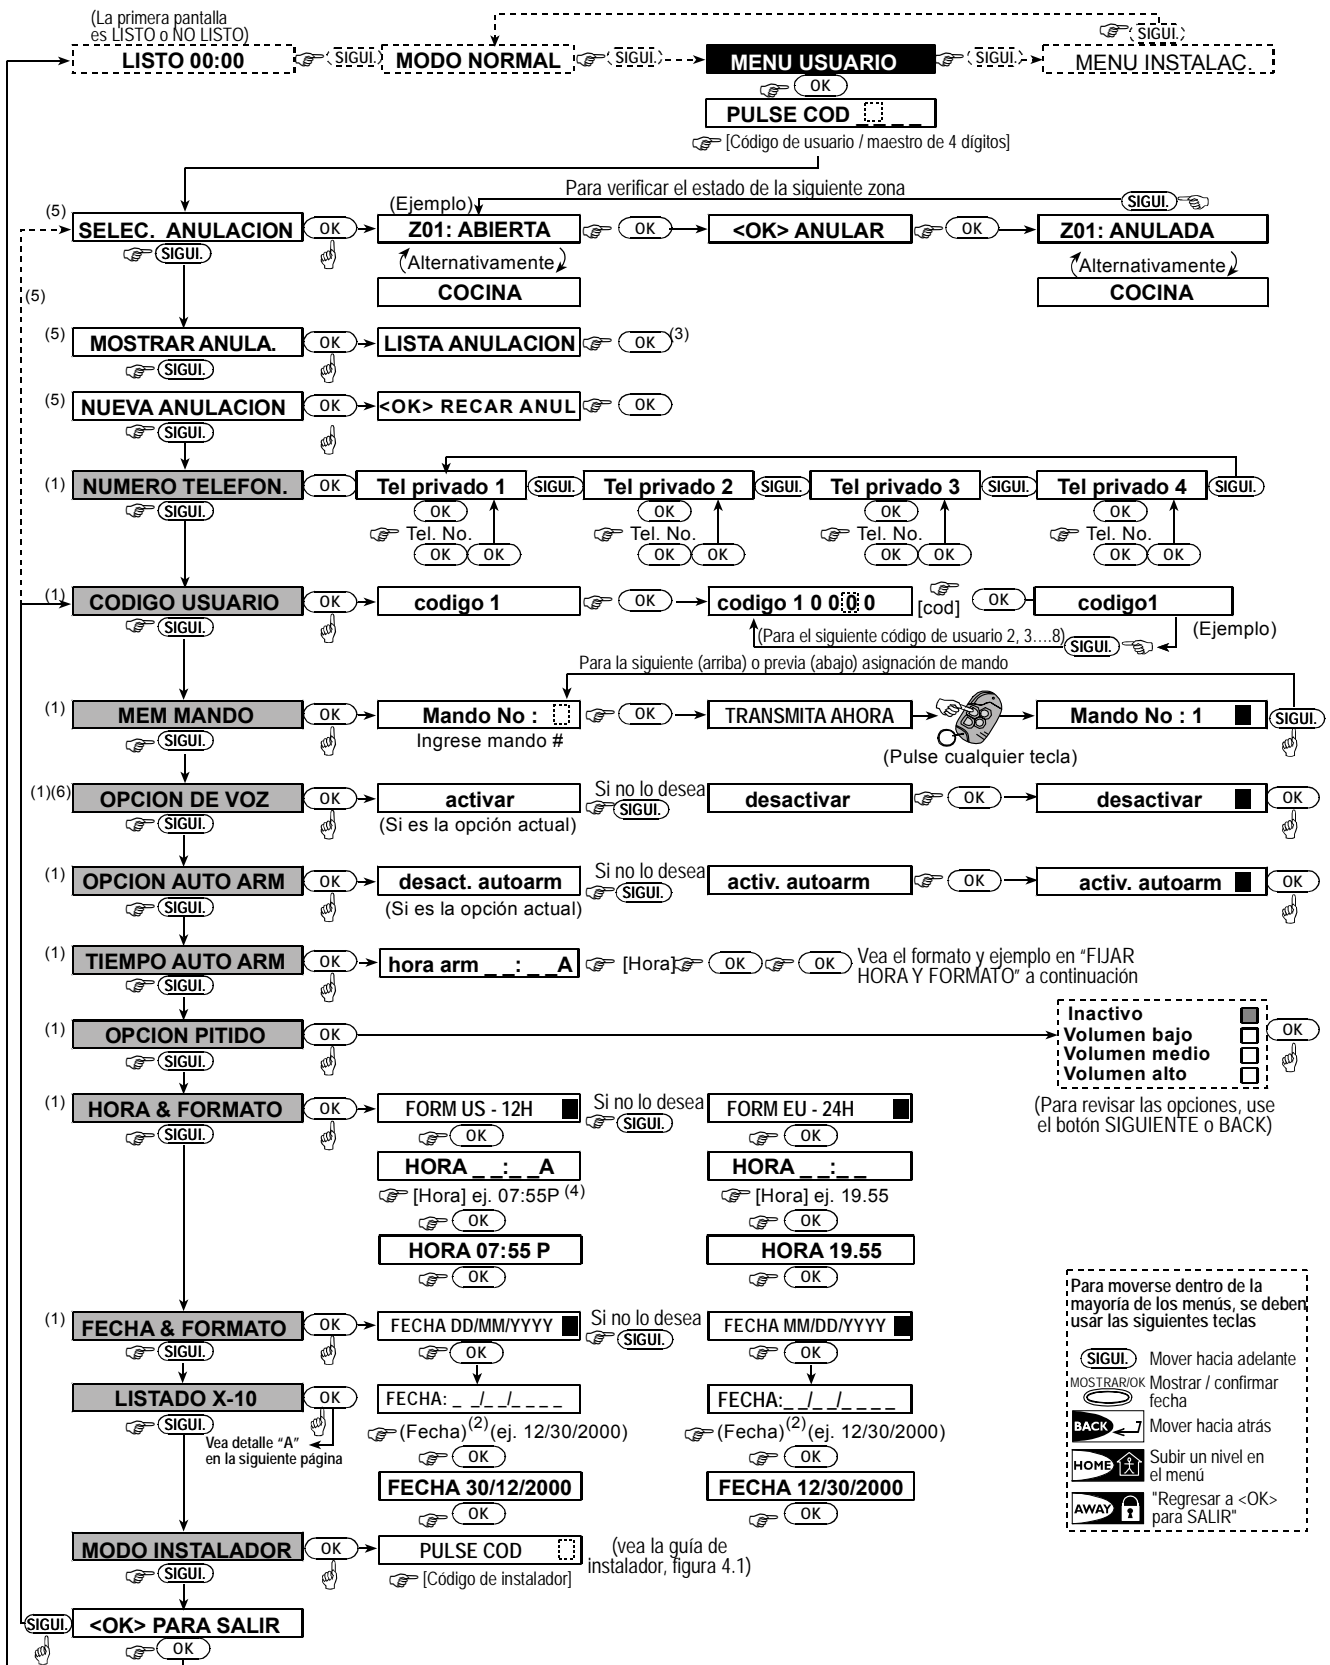 (La primera pantalla
es LISTO o NO LISTO)
LISTO 00:00 SIGUI. MODO NORMAL SIGUI. MENU USUARIO SIGUI. MENU INSTALAC. SIGUI.
OK
PULSE COD _ _ _ _
[Código de usuario / maestro de 4 dígitos]
Para verificar el estado de la siguiente zona
(5) SELEC. ANULACION OK (Ejemplo) Z01: ABIERTA OK <OK> ANULAR OK Z01: ANULADA SIGUI.
SIGUI. (Alternativamente) (Alternativamente)
COCINA COCINA
(5)
(5) MOSTRAR ANULA. OK LISTA ANULACION OK (3)
SIGUI.
(5) NUEVA ANULACION OK <OK> RECAR ANUL OK
SIGUI.
(1) NUMERO TELEFON. OK Tel privado 1 SIGUI. Tel privado 2 SIGUI. Tel privado 3 SIGUI. Tel privado 4 SIGUI.
SIGUI. OK OK OK OK
Tel. No. Tel. No. Tel. No. Tel. No.
OK OK OK OK OK OK OK OK
(1) CODIGO USUARIO OK codigo 1 OK codigo 1 0 0 0 0 [cod] OK codigo1
SIGUI. (Para el siguiente código de usuario 2, 3....8) SIGUI. (Ejemplo)
Para la siguiente (arriba) o previa (abajo) asignación de mando
(1) MEM MANDO OK Mando No : OK TRANSMITA AHORA Mando No : 1 SIGUI.
SIGUI. Ingrese mando # (Pulse cualquier tecla)
(1)(6) OPCION DE VOZ OK activar Si no lo desea SIGUI. desactivar OK desactivar OK
SIGUI. (Si es la opción actual)
(1) OPCION AUTO ARM OK desact. autoarm Si no lo desea SIGUI. activ. autoarm OK activ. autoarm OK
SIGUI. (Si es la opción actual)
(1) TIEMPO AUTO ARM OK hora arm _ _: _ _A [Hora] OK OK Vea el formato y ejemplo en “FIJAR
HORA Y FORMATO” a continuación
SIGUI.
(1) OPCION PITIDO OK
SIGUI.
Inactivo
Volumen bajo
Volumen medio
Volumen alto
OK
(Para revisar las opciones, use
el botón SIGUIENTE o BACK)
(1) HORA & FORMATO OK FORM US - 12H Si no lo desea SIGUI. FORM EU - 24H
SIGUI. OK OK
HORA _ _:_ _A HORA _ _:_ _
[Hora] ej. 07:55P (4) [Hora] ej. 19.55
OK OK
HORA 07:55 P HORA 19.55
OK OK
(1) FECHA & FORMATO OK FECHA DD/MM/YYYY Si no lo desea SIGUI. FECHA MM/DD/YYYY
SIGUI. OK OK
LISTADO X-10 OK FECHA: _ _/_ _/_ _ _ _ FECHA:_ _/_ _/_ _ _ _
SIGUI. Vea detalle “A”
en la siguiente página
(Fecha)(2)(ej. 12/30/2000) (Fecha)(2)(ej. 12/30/2000)
OK OK
FECHA 30/12/2000 FECHA 12/30/2000
OK OK
MODO INSTALADOR OK PULSE COD (vea la guía de
instalador, figura 4.1)
SIGUI. [Código de instalador]
SIGUI. <OK> PARA SALIR
OK
Para moverse dentro de la
mayoría de los menús, se deben
usar las siguientes teclas
SIGUI. Mover hacia adelante
MOSTRAR/OK Mostrar / confirmar
fecha
BACK Mover hacia atrás
HOME Subir un nivel en
el menú
AWAY "Regresar a <OK>
para SALIR"